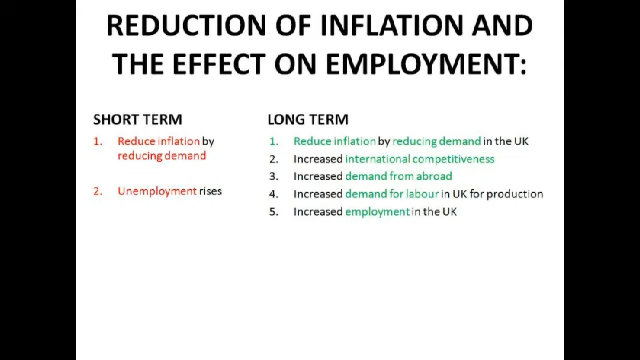 REDUCTION OF INFLATION AND
THE EFFECT ON EMPLOYMENT:
SHORT TERM
1. Reduce inflation by
reducing demand
2. Unemployment rises
LONG TERM
1. Reduce inflation by reducing demand in the UK
2. Increased international competitiveness
3. Increased demand from abroad
4. Increased demand for labour in UK for production
5. Increased employment in the UK